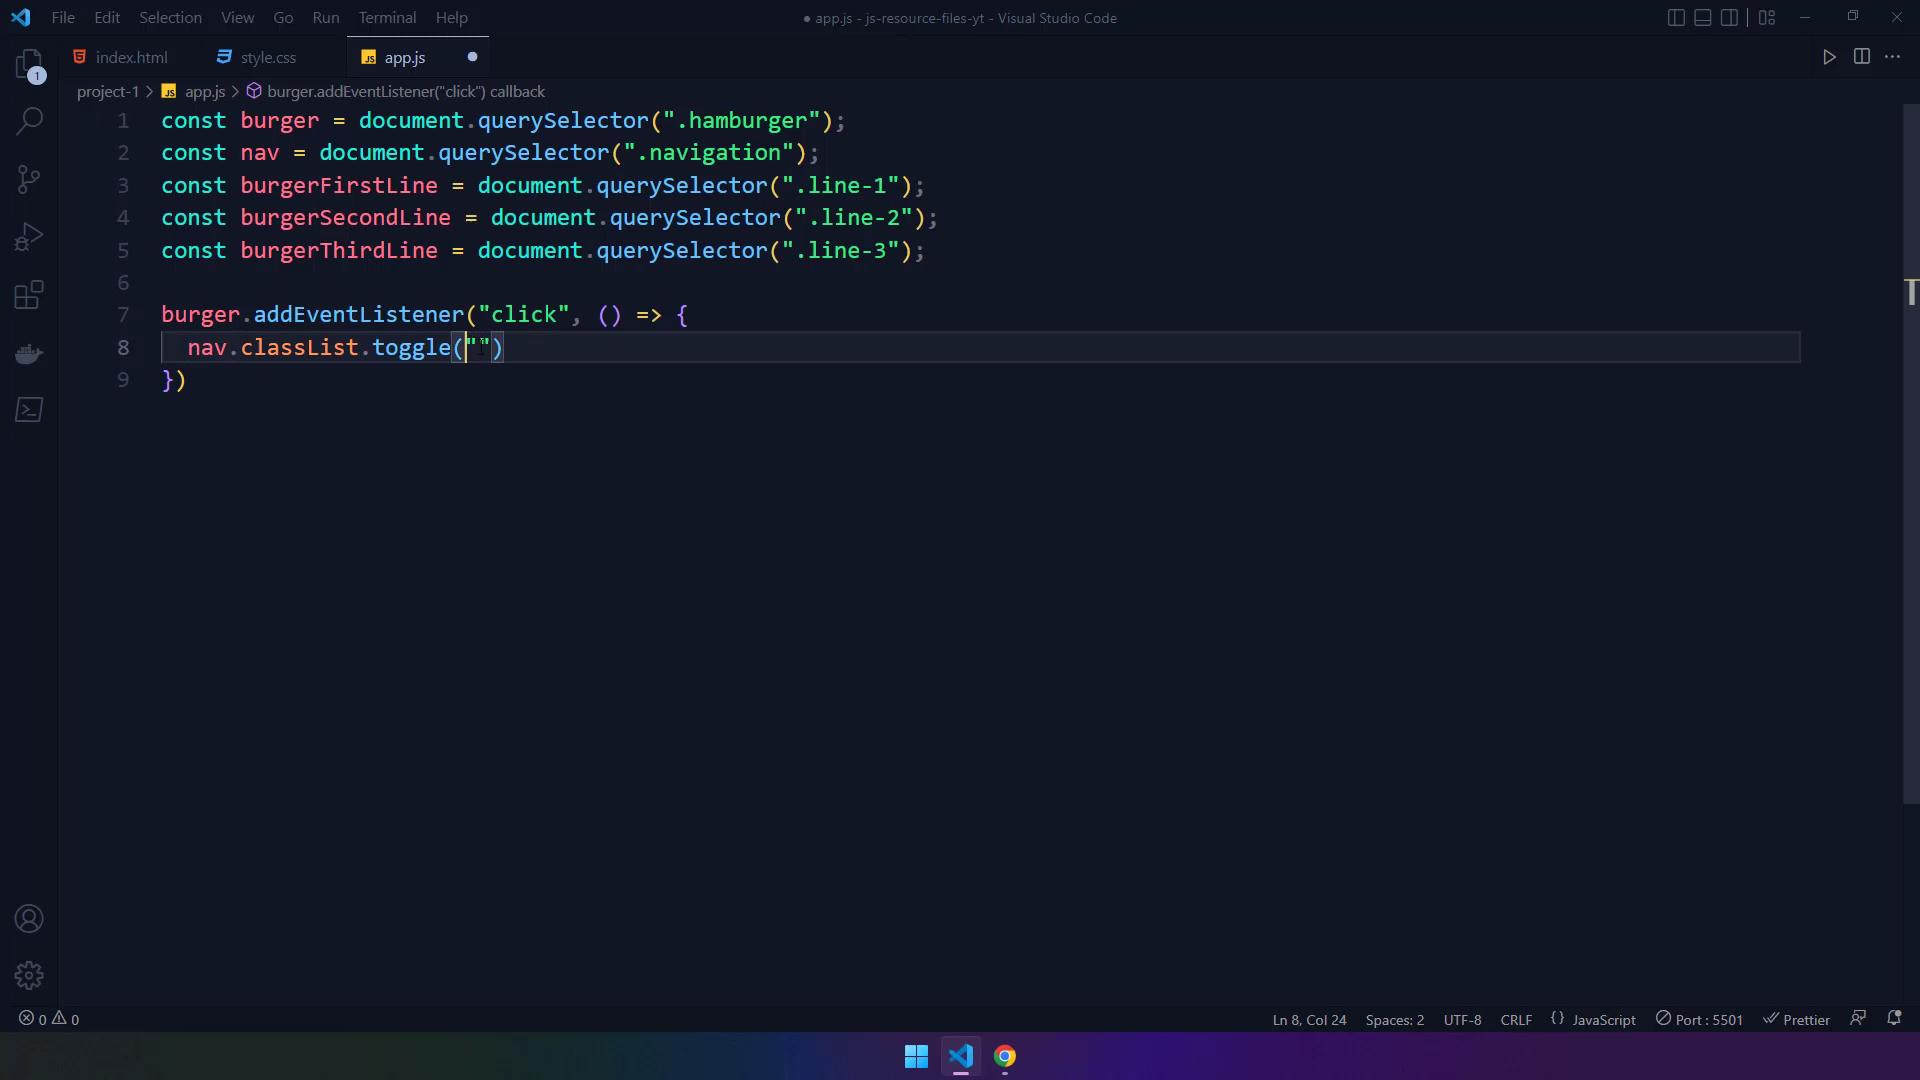 File Edit Selection View Go Run Terminal Help
● app.js - js-resource-files-yt - Visual Studio Code
index.html style.css JS app.js
1
project-1 > JS app.js > burger.addEventListener("click") callback
1 const burger = document.querySelector(".hamburger");
2 const nav = document.querySelector(".navigation");
3 const burgerFirstLine = document.querySelector(".line-1");
4 const burgerSecondLine = document.querySelector(".line-2");
5 const burgerThirdLine = document.querySelector(".line-3");
6
7 burger.addEventListener("click", () => {
8 nav.classList.toggle("")
9 })
0 0 Ln 8, Col 24 Spaces: 2 UTF-8 CRLF {} JavaScript Port : 5501 Prettier